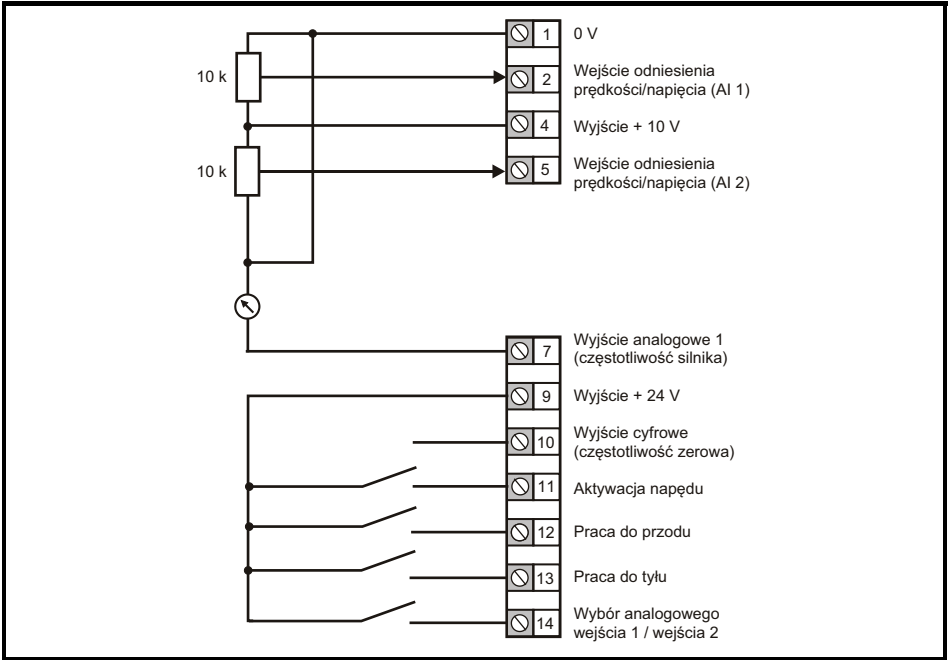 1 0 V
10 k
2 Wejście odniesienia
prędkości/napięcia (AI 1)
4 Wyjście + 10 V
10 k
5 Wejście odniesienia
prędkości/napięcia (AI 2)
7 Wyjście analogowe 1
(częstotliwość silnika)
9 Wyjście + 24 V
10 Wyjście cyfrowe
(częstotliwość zerowa)
11 Aktywacja napędu
12 Praca do przodu
13 Praca do tyłu
14 Wybór analogowego
wejścia 1 / wejścia 2